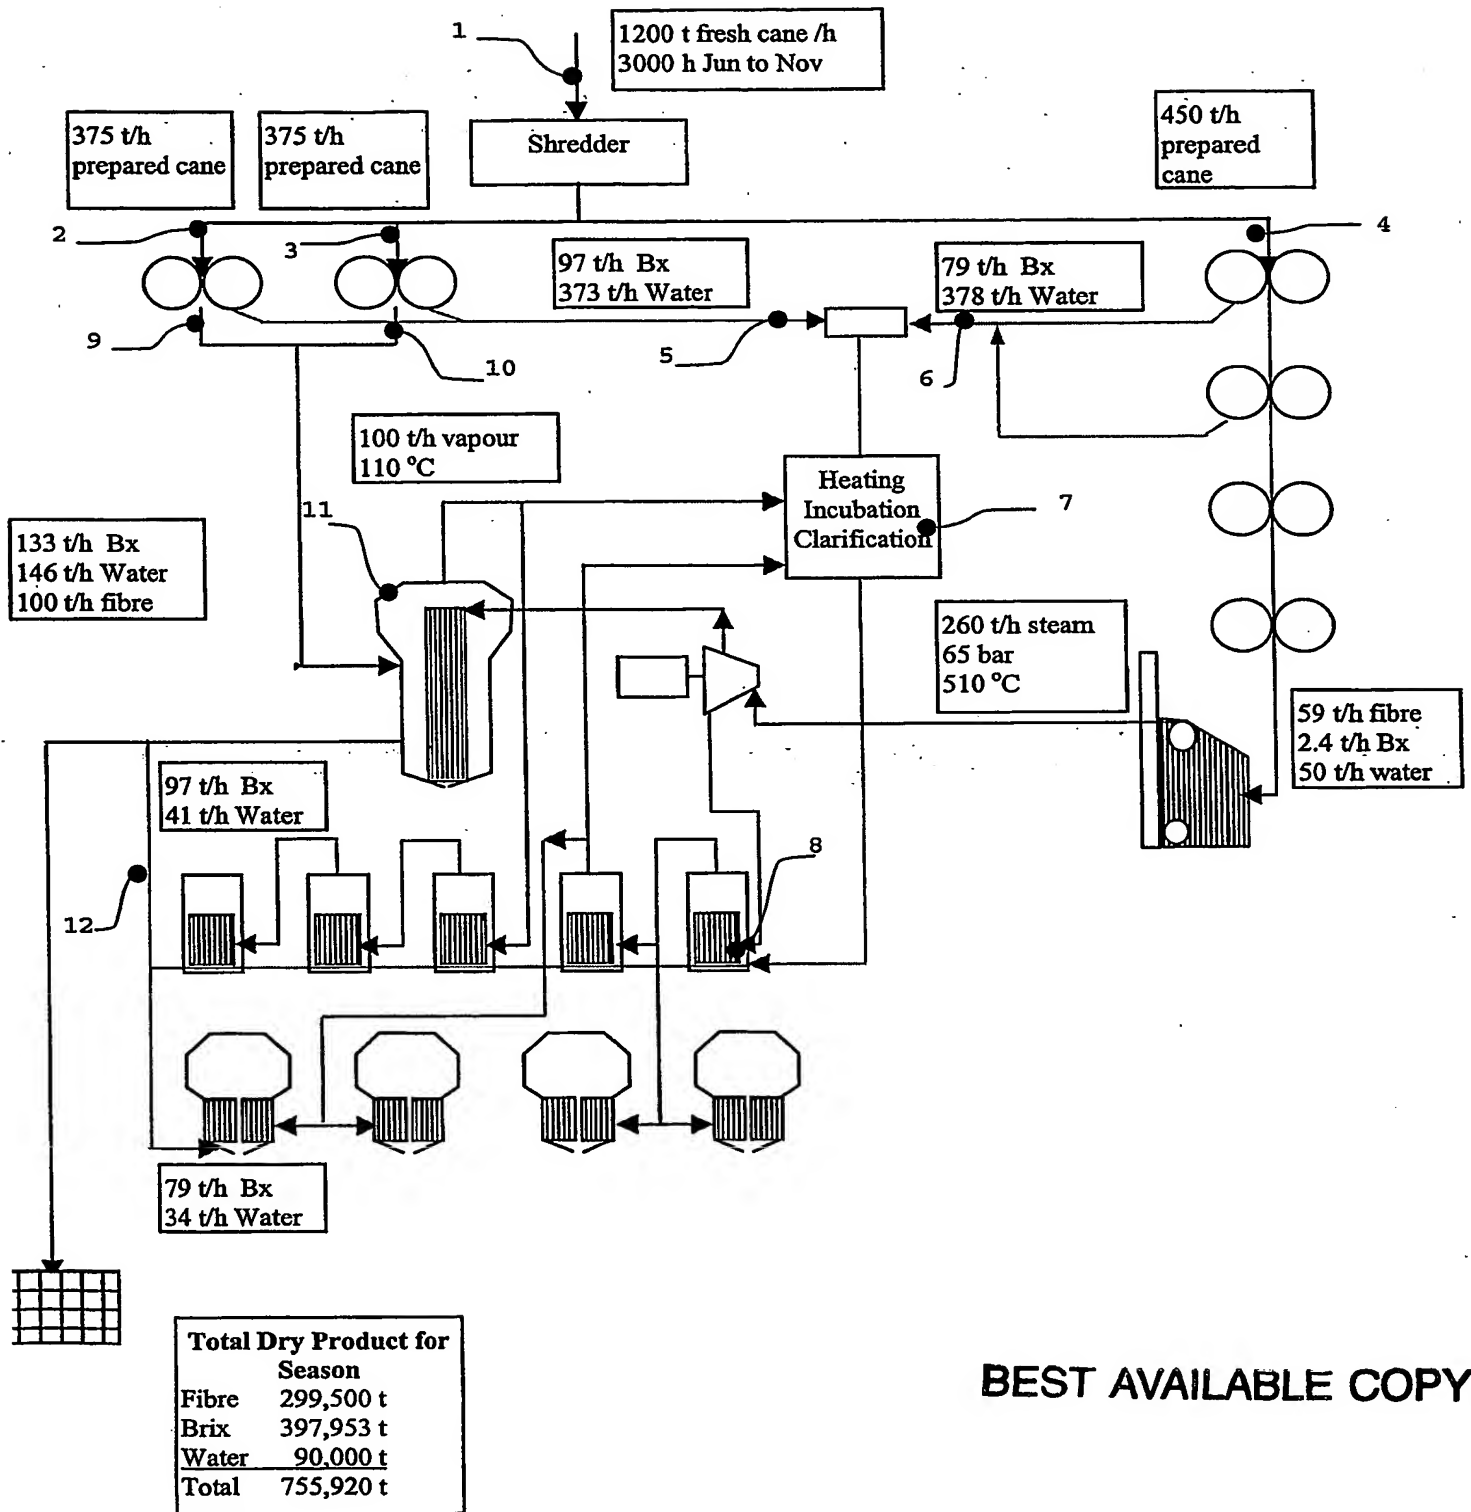 1
1200 t fresh cane /h
3000 h Jun to Nov
375 t/h
prepared cane
375 t/h
prepared cane
Shredder
450 t/h
prepared
cane
2
3
4
97 t/h Bx
373 t/h Water
79 t/h Bx
378 t/h Water
9
10
5
6
100 t/h vapour
110 °C
Heating
Incubation
Clarification
7
11
133 t/h Bx
146 t/h Water
100 t/h fibre
260 t/h steam
65 bar
510 °C
59 t/h fibre
2.4 t/h Bx
50 t/h water
97 t/h Bx
41 t/h Water
8
12
79 t/h Bx
34 t/h Water
Total Dry Product for
Season
Fibre 299,500 t
Brix 397,953 t
Water 90,000 t
Total 755,920 t
BEST AVAILABLE COPY